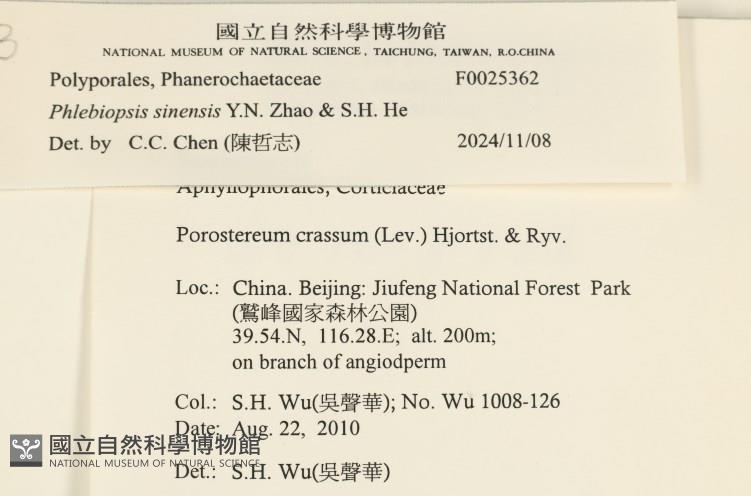 國立自然科學博物館
NATIONAL MUSEUM OF NATURAL SCIENCE, TAICHUNG, TAIWAN, R.O.CHINA
Polyporales, Phanerochaetaceae F0025362
Phlebiopsis sinensis Y.N. Zhao & S.H. He
Det. by C.C. Chen (陳哲志) 2024/11/08
Aphyllophorales, Corticiaceae
Porostereum crassum (Lev.) Hjortst. & Ryv.
Loc.: China. Beijing: Jiufeng National Forest Park
(鷲峰國家森林公園)
39.54.N, 116.28.E; alt. 200m;
on branch of angiodperm
Col.: S.H. Wu(吳聲華); No. Wu 1008-126
Date: Aug. 22, 2010
Det.: S.H. Wu(吳聲華)
國立自然科學博物館
NATIONAL MUSEUM OF NATURAL SCIENCE